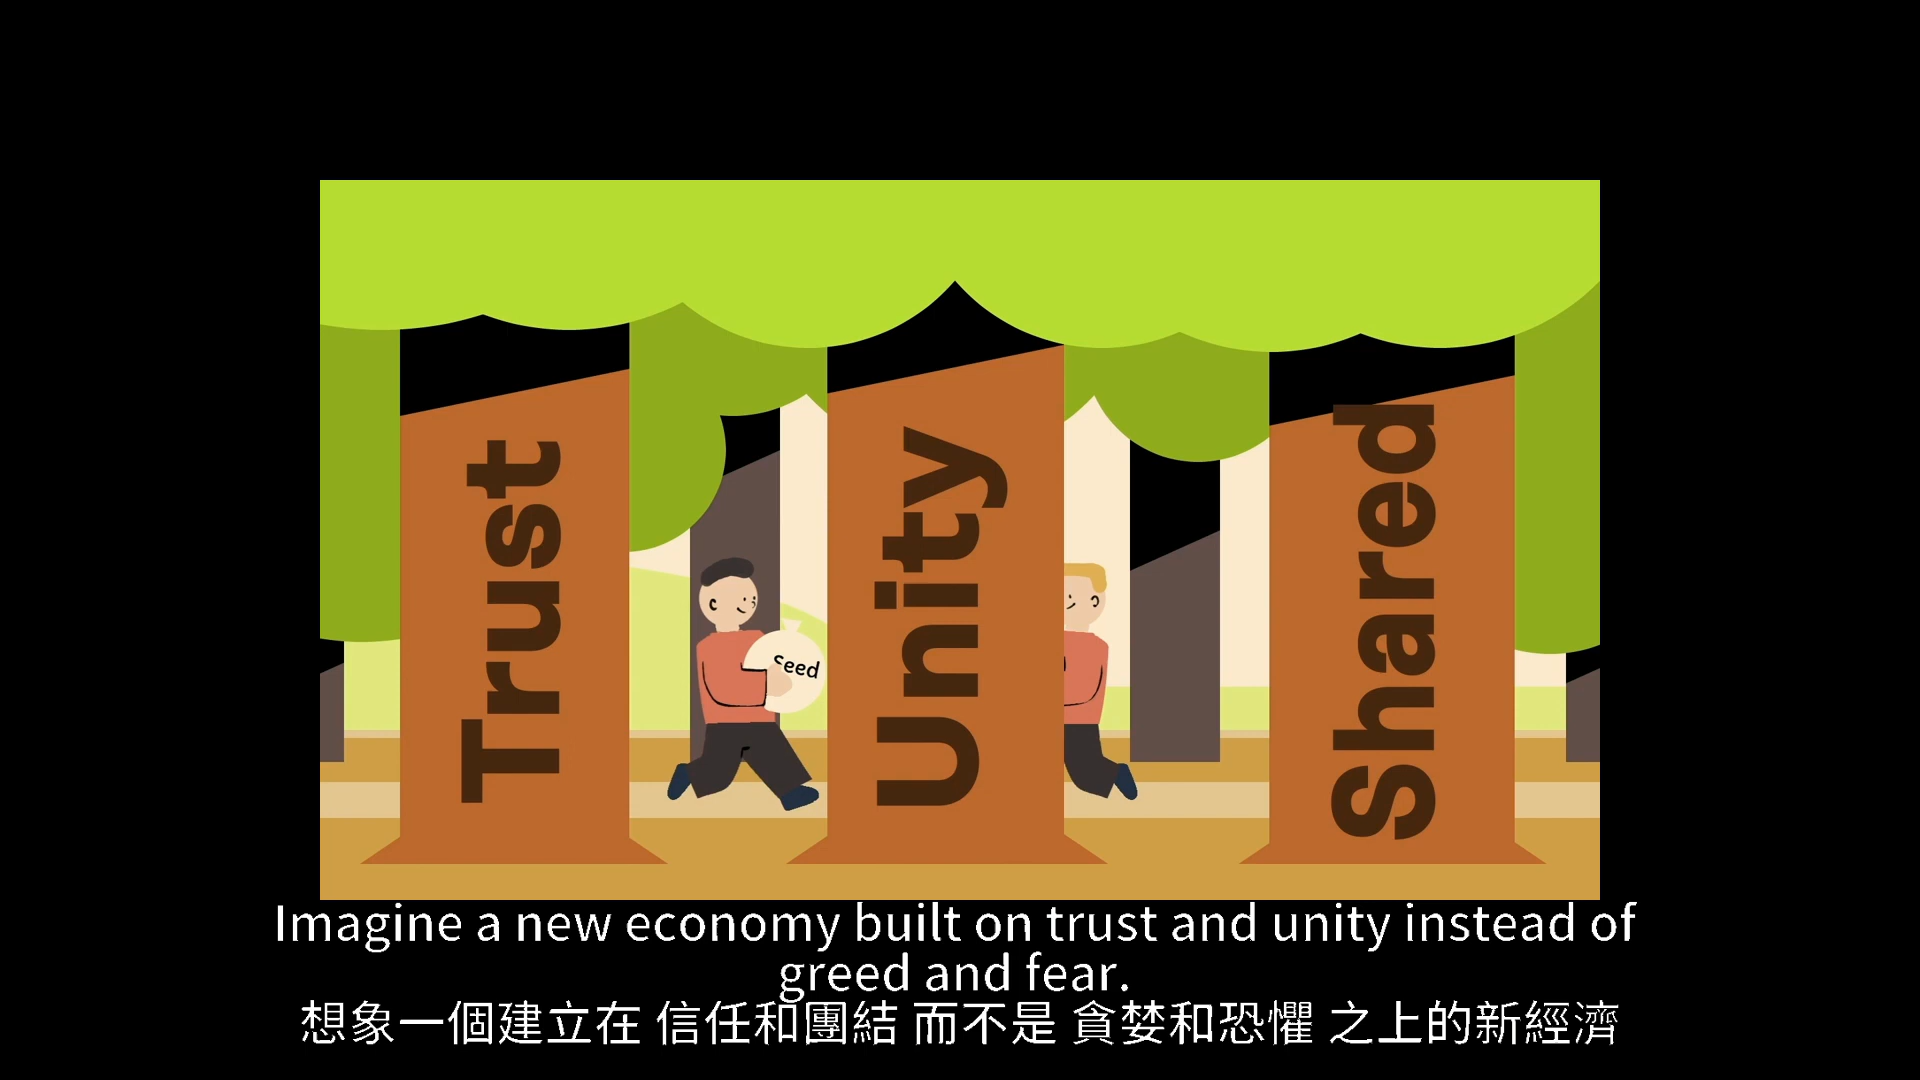 Trust
Unity
Shared
Seed
Imagine a new economy built on trust and unity instead of
greed and fear.
想象一個建立在 信任和團結 而不是 貪婪和恐懼 之上的新經濟